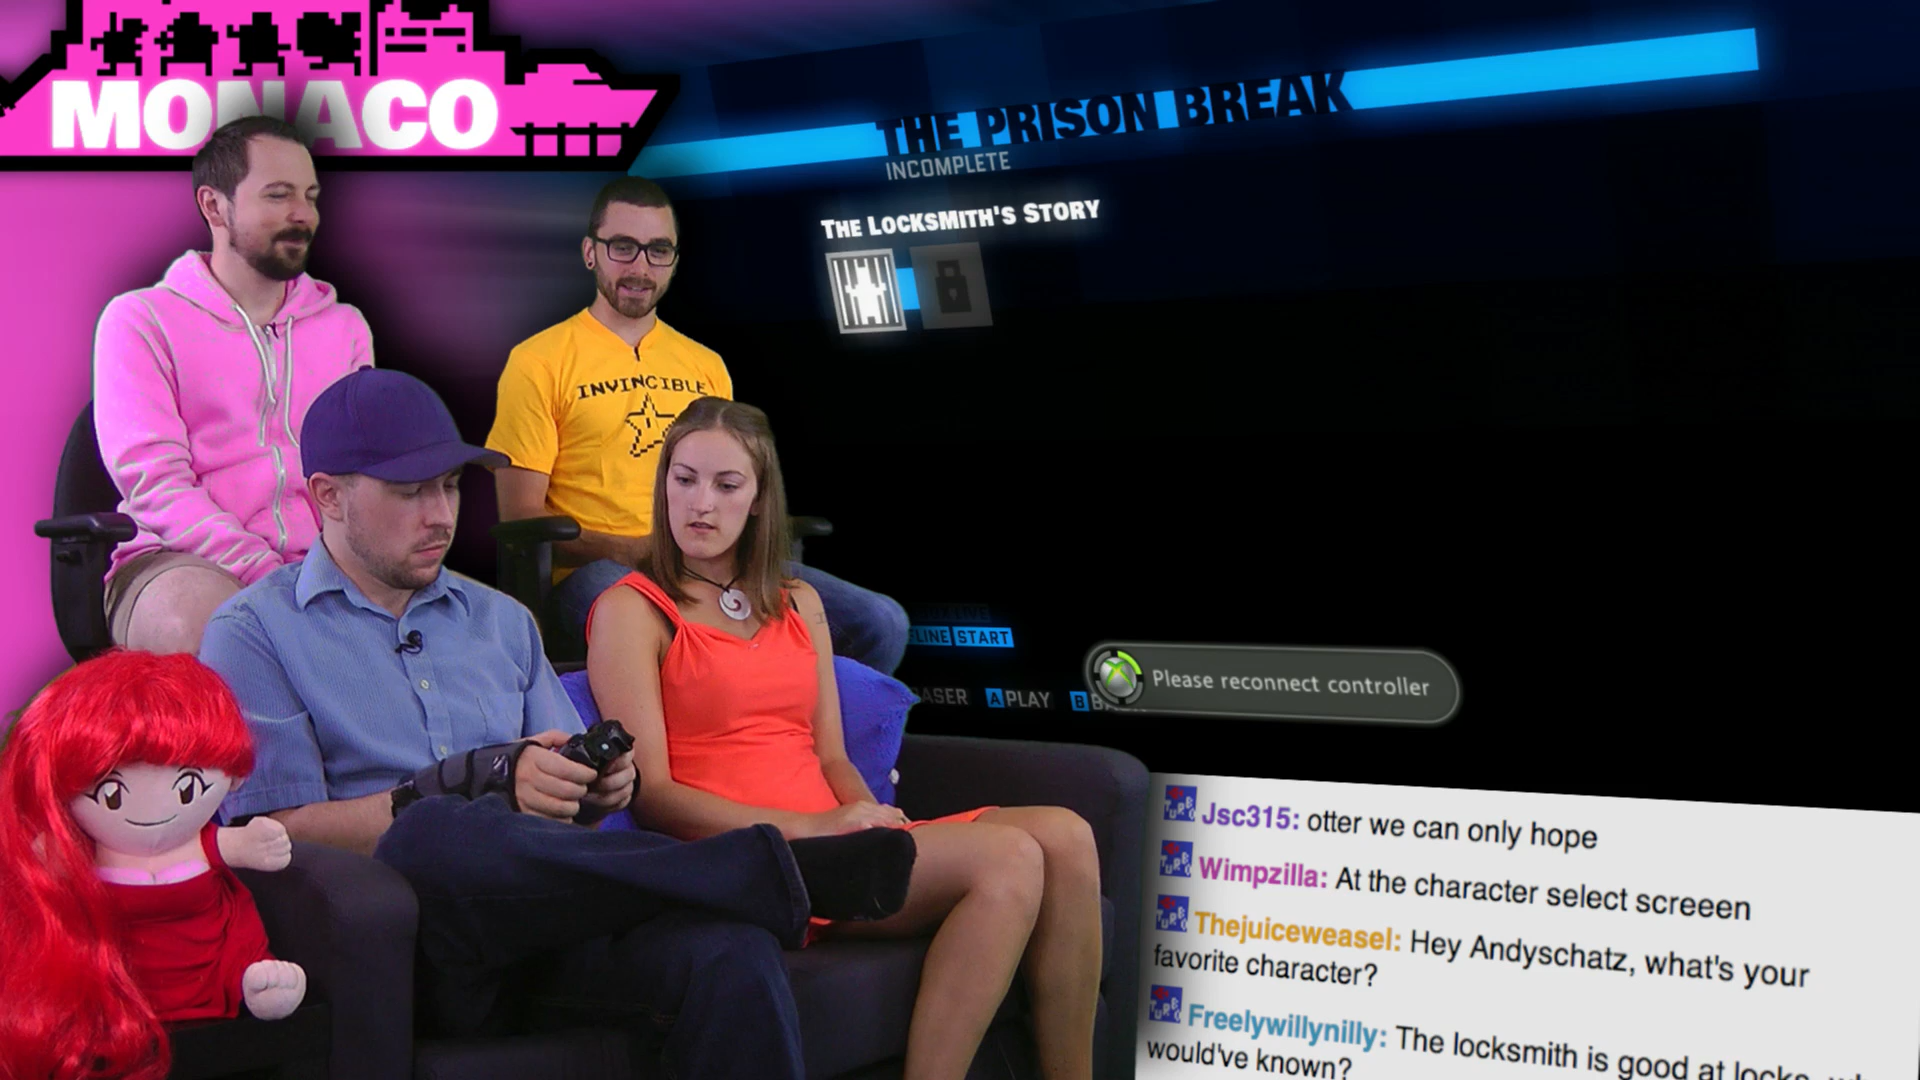 MONACO
THE PRISON BREAK
INCOMPLETE
THE LOCKSMITH'S STORY
INVINCIBLE
START
A PLAY
B
Please reconnect controller
Jsc315: otter we can only hope
Wimpzilla: At the character select screeen
Thejuiceweasel: Hey Andyschatz, what's your
favorite character?
Freelywillynilly: The locksmith is good at locks,
would've known?